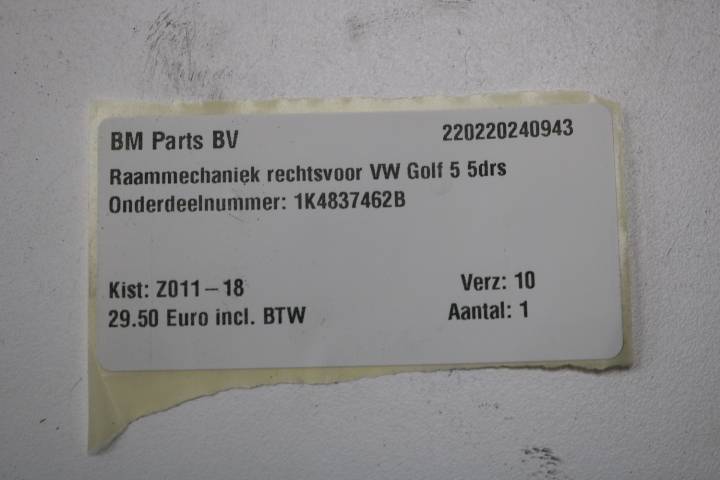 BM Parts BV 220220240943
Raammechaniek rechtsvoor VW Golf 5 5drs
Onderdeelnummer: 1K4837462B
Kist: Z011-18 Verz: 10
29.50 Euro incl. BTW Aantal: 1